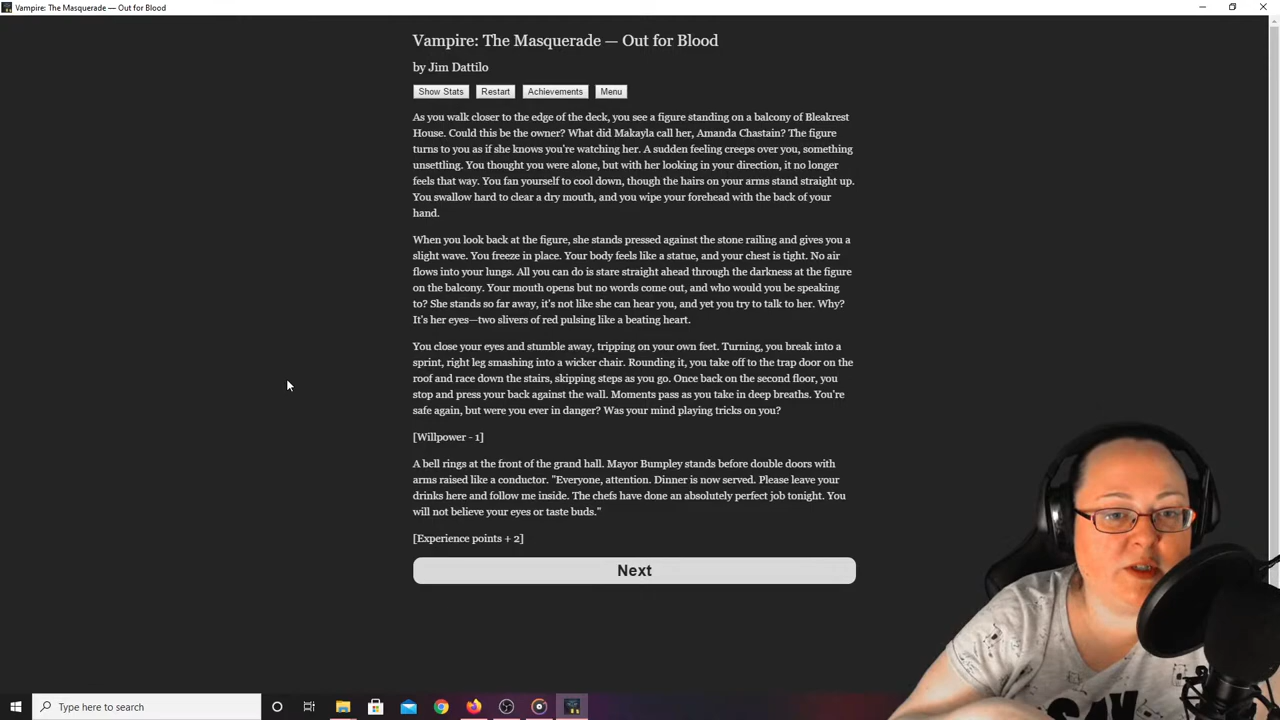 Vampire: The Masquerade — Out for Blood
Vampire: The Masquerade — Out for Blood
by Jim Dattilo
Show Stats Restart Achievements Menu
As you walk closer to the edge of the deck, you see a figure standing on a balcony of Bleakrest
House. Could this be the owner? What did Makayla call her, Amanda Chastain? The figure
turns to you as if she knows you're watching her. A sudden feeling creeps over you, something
unsettling. You thought you were alone, but with her looking in your direction, it no longer
feels that way. You fan yourself to cool down, though the hairs on your arms stand straight up.
You swallow hard to clear a dry mouth, and you wipe your forehead with the back of your
hand.
When you look back at the figure, she stands pressed against the stone railing and gives you a
slight wave. You freeze in place. Your body feels like a statue, and your chest is tight. No air
flows into your lungs. All you can do is stare straight ahead through the darkness at the figure
on the balcony. Your mouth opens but no words come out, and who would you be speaking
to? She stands so far away, it's not like she can hear you, and yet you try to talk to her. Why?
It's her eyes—two slivers of red pulsing like a beating heart.
You close your eyes and stumble away, tripping on your own feet. Turning, you break into a
sprint, right leg smashing into a wicker chair. Rounding it, you take off to the trap door on the
roof and race down the stairs, skipping steps as you go. Once back on the second floor, you
stop and press your back against the wall. Moments pass as you take in deep breaths. You're
safe again, but were you ever in danger? Was your mind playing tricks on you?
[Willpower - 1]
A bell rings at the front of the grand hall. Mayor Bumpley stands before double doors with
arms raised like a conductor. "Everyone, attention. Dinner is now served. Please leave your
drinks here and follow me inside. The chefs have done an absolutely perfect job tonight. You
will not believe your eyes or taste buds."
[Experience points + 2]
Next
Type here to search